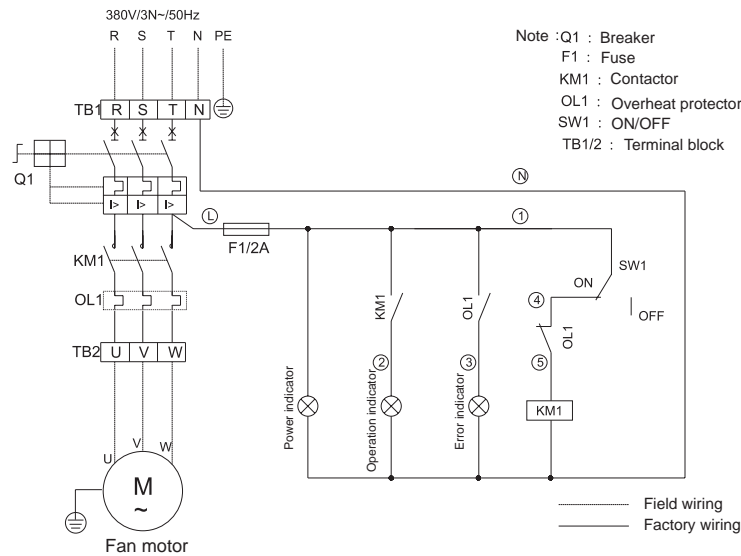 380V/3N~/50Hz
R S T N PE
Note : Q1 : Breaker
F1 : Fuse
KM1 : Contactor
OL1 : Overheat protector
SW1 : ON/OFF
TB1/2 : Terminal block
TB1 R S T N
Q1
I> I> I>
N
L
1
F1/2A
KM1
SW1
ON
OFF
4
KM1
OL1
OL1
OL1
TB2 U V W
2
3
5
Power indicator
Operation indicator
Error indicator
KM1
U V W
M
~
Fan motor
Field wiring
Factory wiring